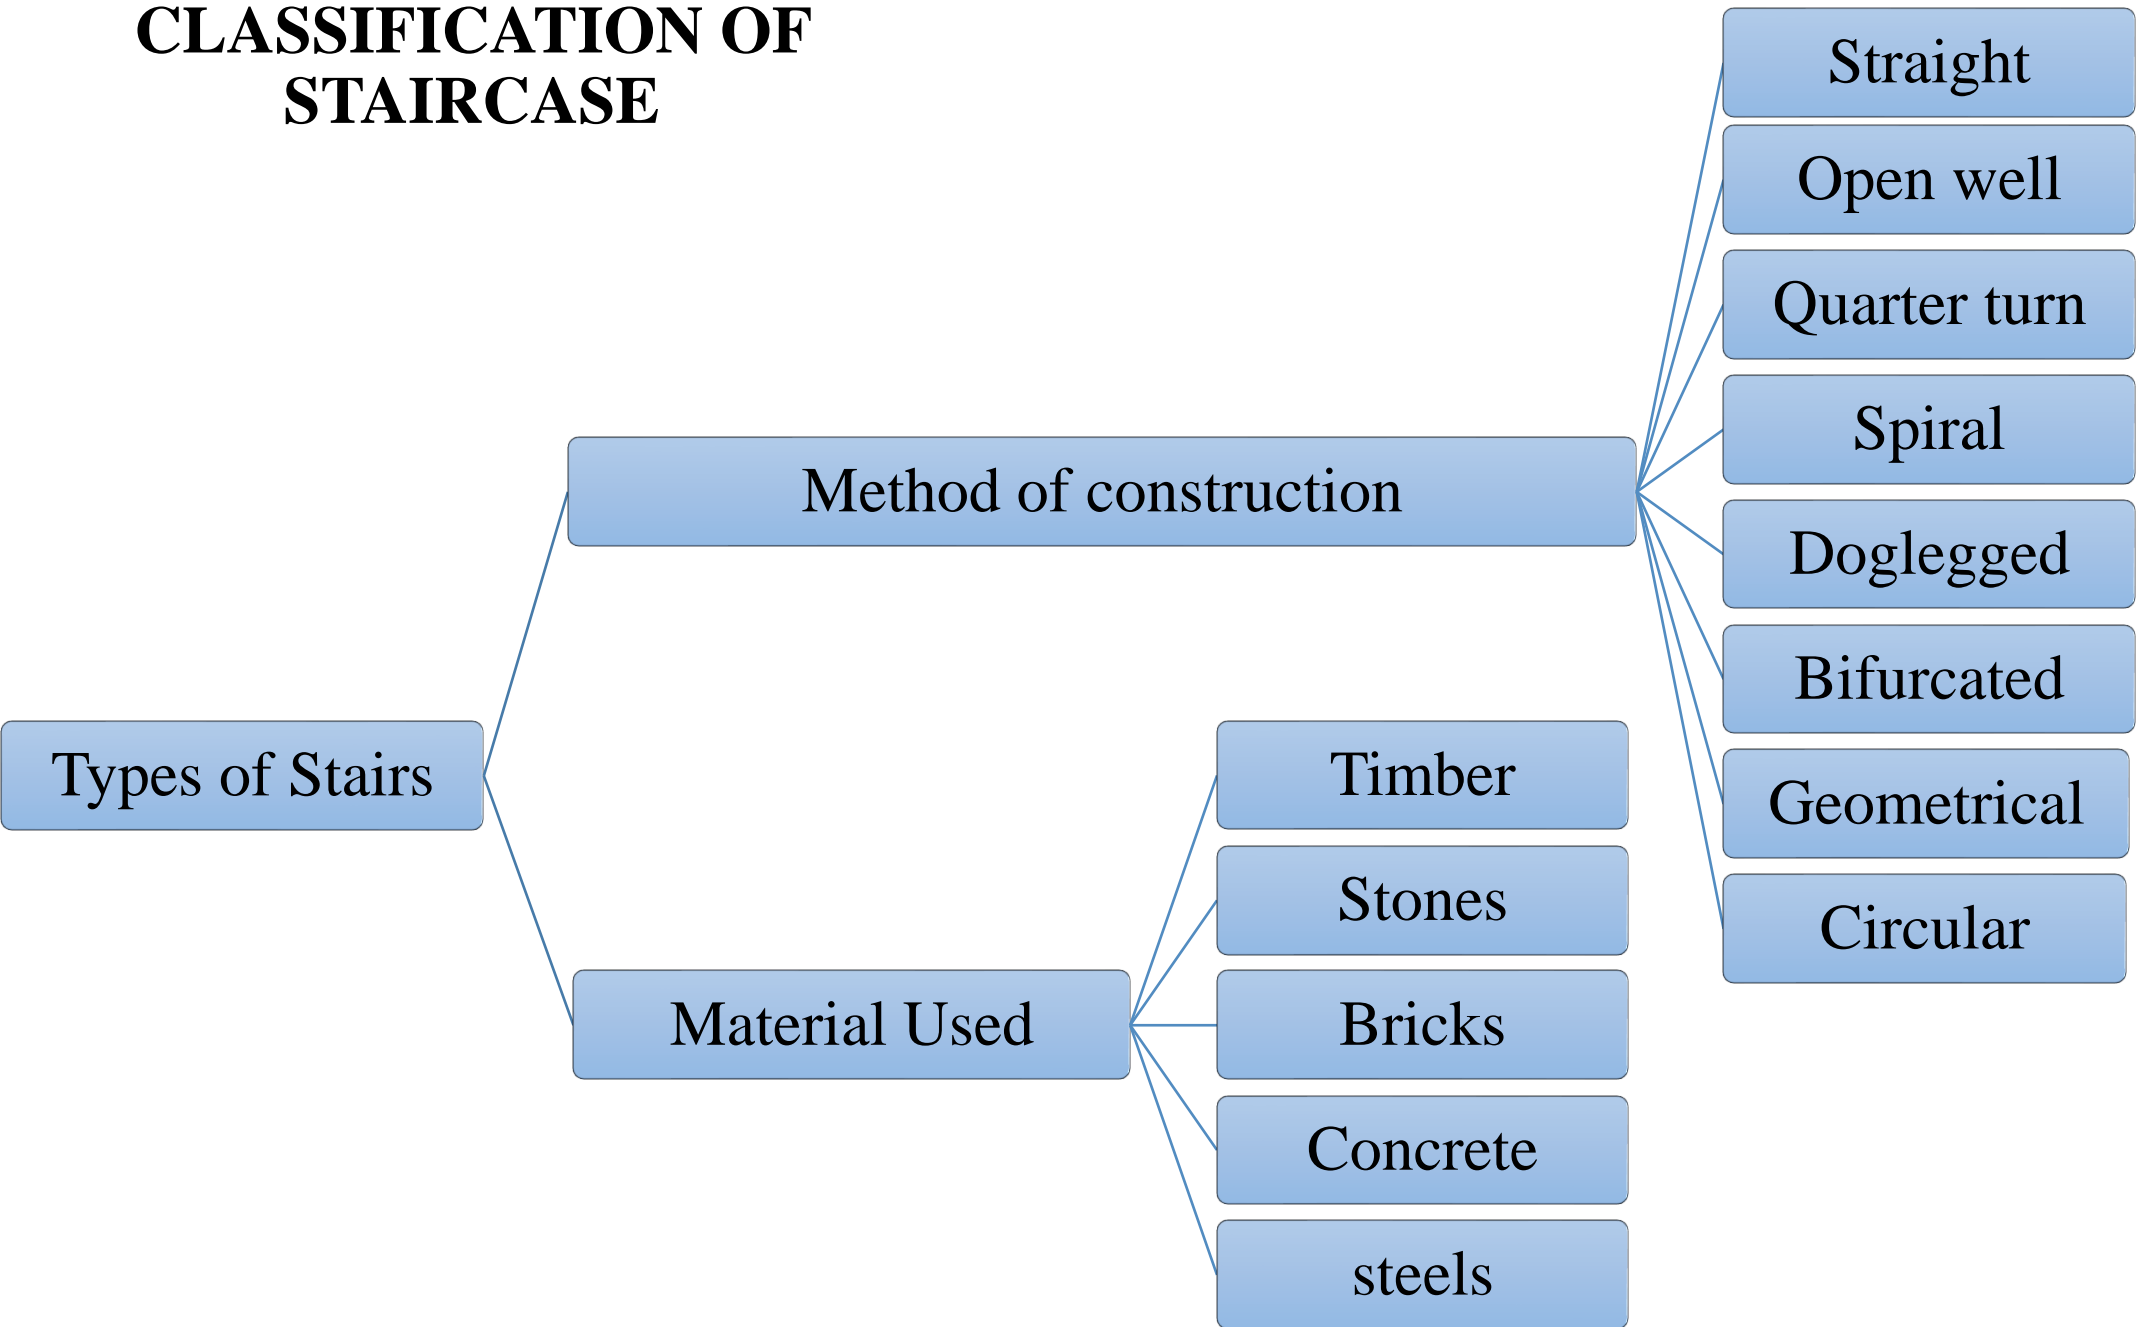 CLASSIFICATION OF
STAIRCASE
Types of Stairs
Method of construction
Straight
Open well
Quarter turn
Spiral
Doglegged
Bifurcated
Geometrical
Circular
Material Used
Timber
Stones
Bricks
Concrete
steels